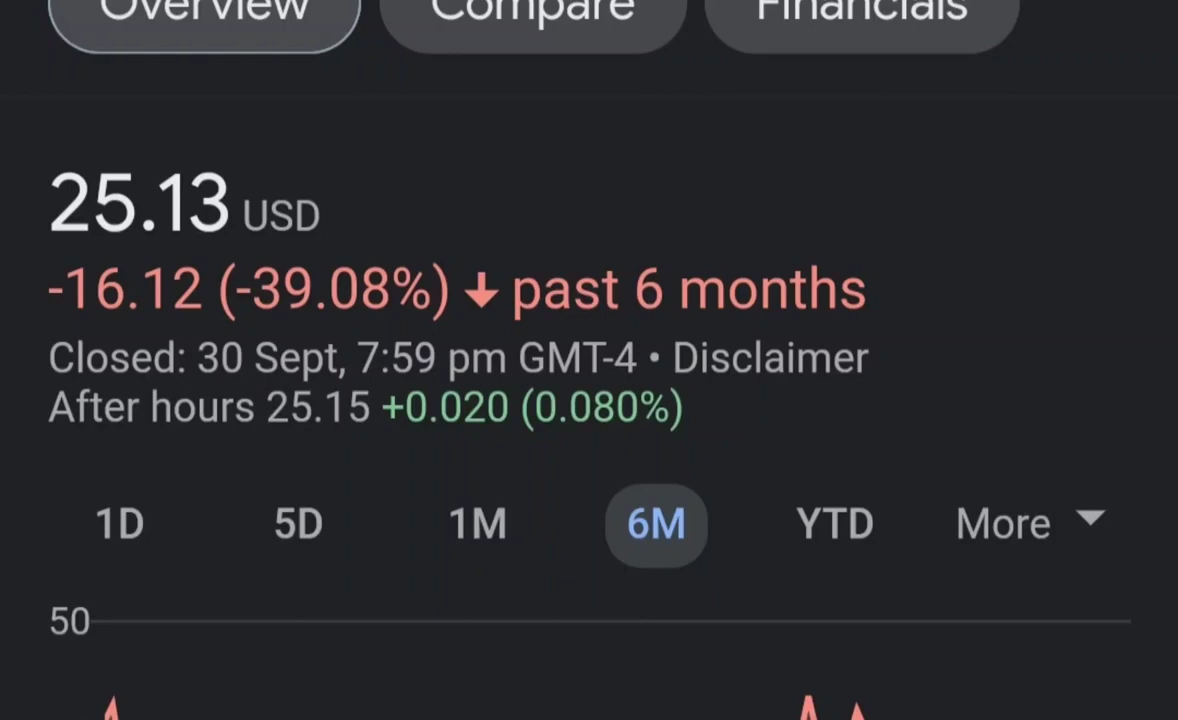 Overview Compare Financials
25.13 USD
-16.12 (-39.08%) ↓ past 6 months
Closed: 30 Sept, 7:59 pm GMT-4 • Disclaimer
After hours 25.15 +0.020 (0.080%)
1D 5D 1M 6M YTD More
50